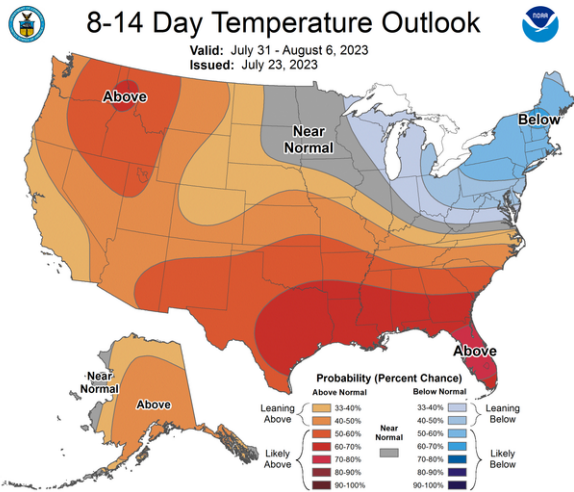 8-14 Day Temperature Outlook
Valid: July 31 - August 6, 2023
Issued: July 23, 2023
NOAA
Above
Near
Normal
Below
Above
Near
Normal
Above
Probability (Percent Chance)
Above Normal
Below Normal
Leaning
Above
33-40%
40-50%
Likely
Above
50-60%
60-70%
70-80%
80-90%
90-100%
Near
Normal
33-40%
40-50%
Leaning
Below
50-60%
60-70%
70-80%
80-90%
90-100%
Likely
Below